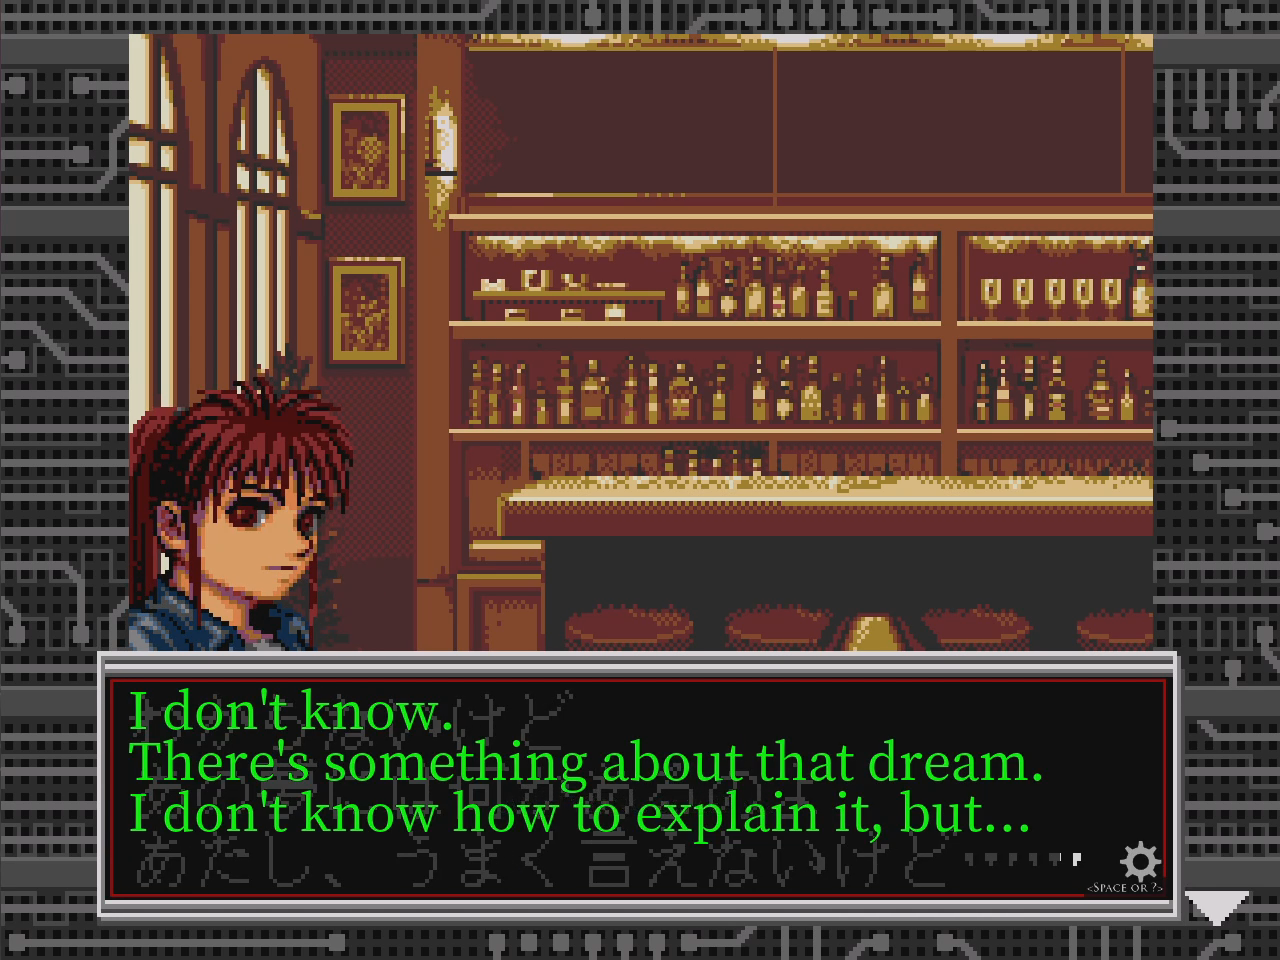 I don't know.
There's something about that dream.
I don't know how to explain it, but...
あたし、うまく言えないけど
<SPACE OR ?>